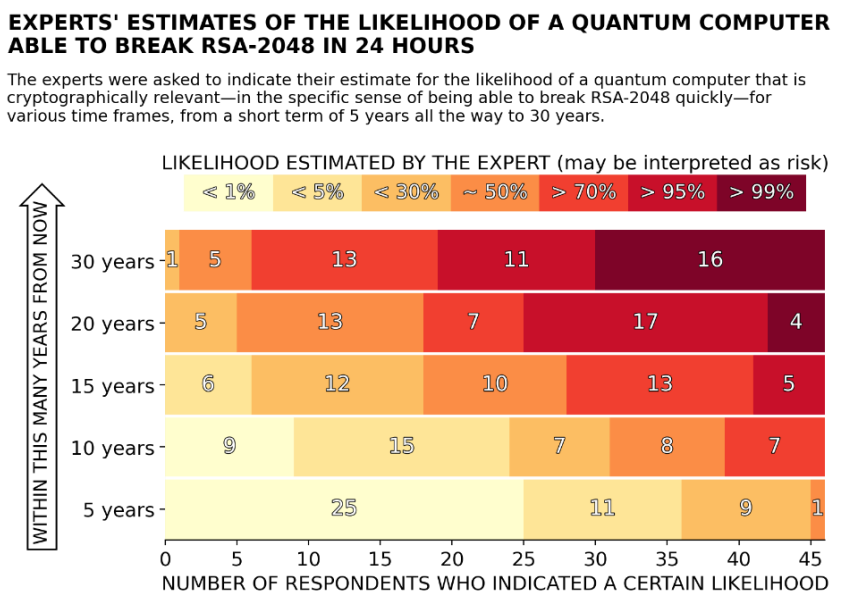 EXPERTS' ESTIMATES OF THE LIKELIHOOD OF A QUANTUM COMPUTER
ABLE TO BREAK RSA-2048 IN 24 HOURS
The experts were asked to indicate their estimate for the likelihood of a quantum computer that is
cryptographically relevant—in the specific sense of being able to break RSA-2048 quickly—for
various time frames, from a short term of 5 years all the way to 30 years.
LIKELIHOOD ESTIMATED BY THE EXPERT (may be interpreted as risk)
< 1% < 5% < 30% ~ 50% > 70% > 95% > 99%
WITHIN THIS MANY YEARS FROM NOW
30 years 1 5 13 11 16
20 years 5 13 7 17 4
15 years 6 12 10 13 5
10 years 9 15 7 8 7
5 years 25 11 9 1
0 5 10 15 20 25 30 35 40 45
NUMBER OF RESPONDENTS WHO INDICATED A CERTAIN LIKELIHOOD